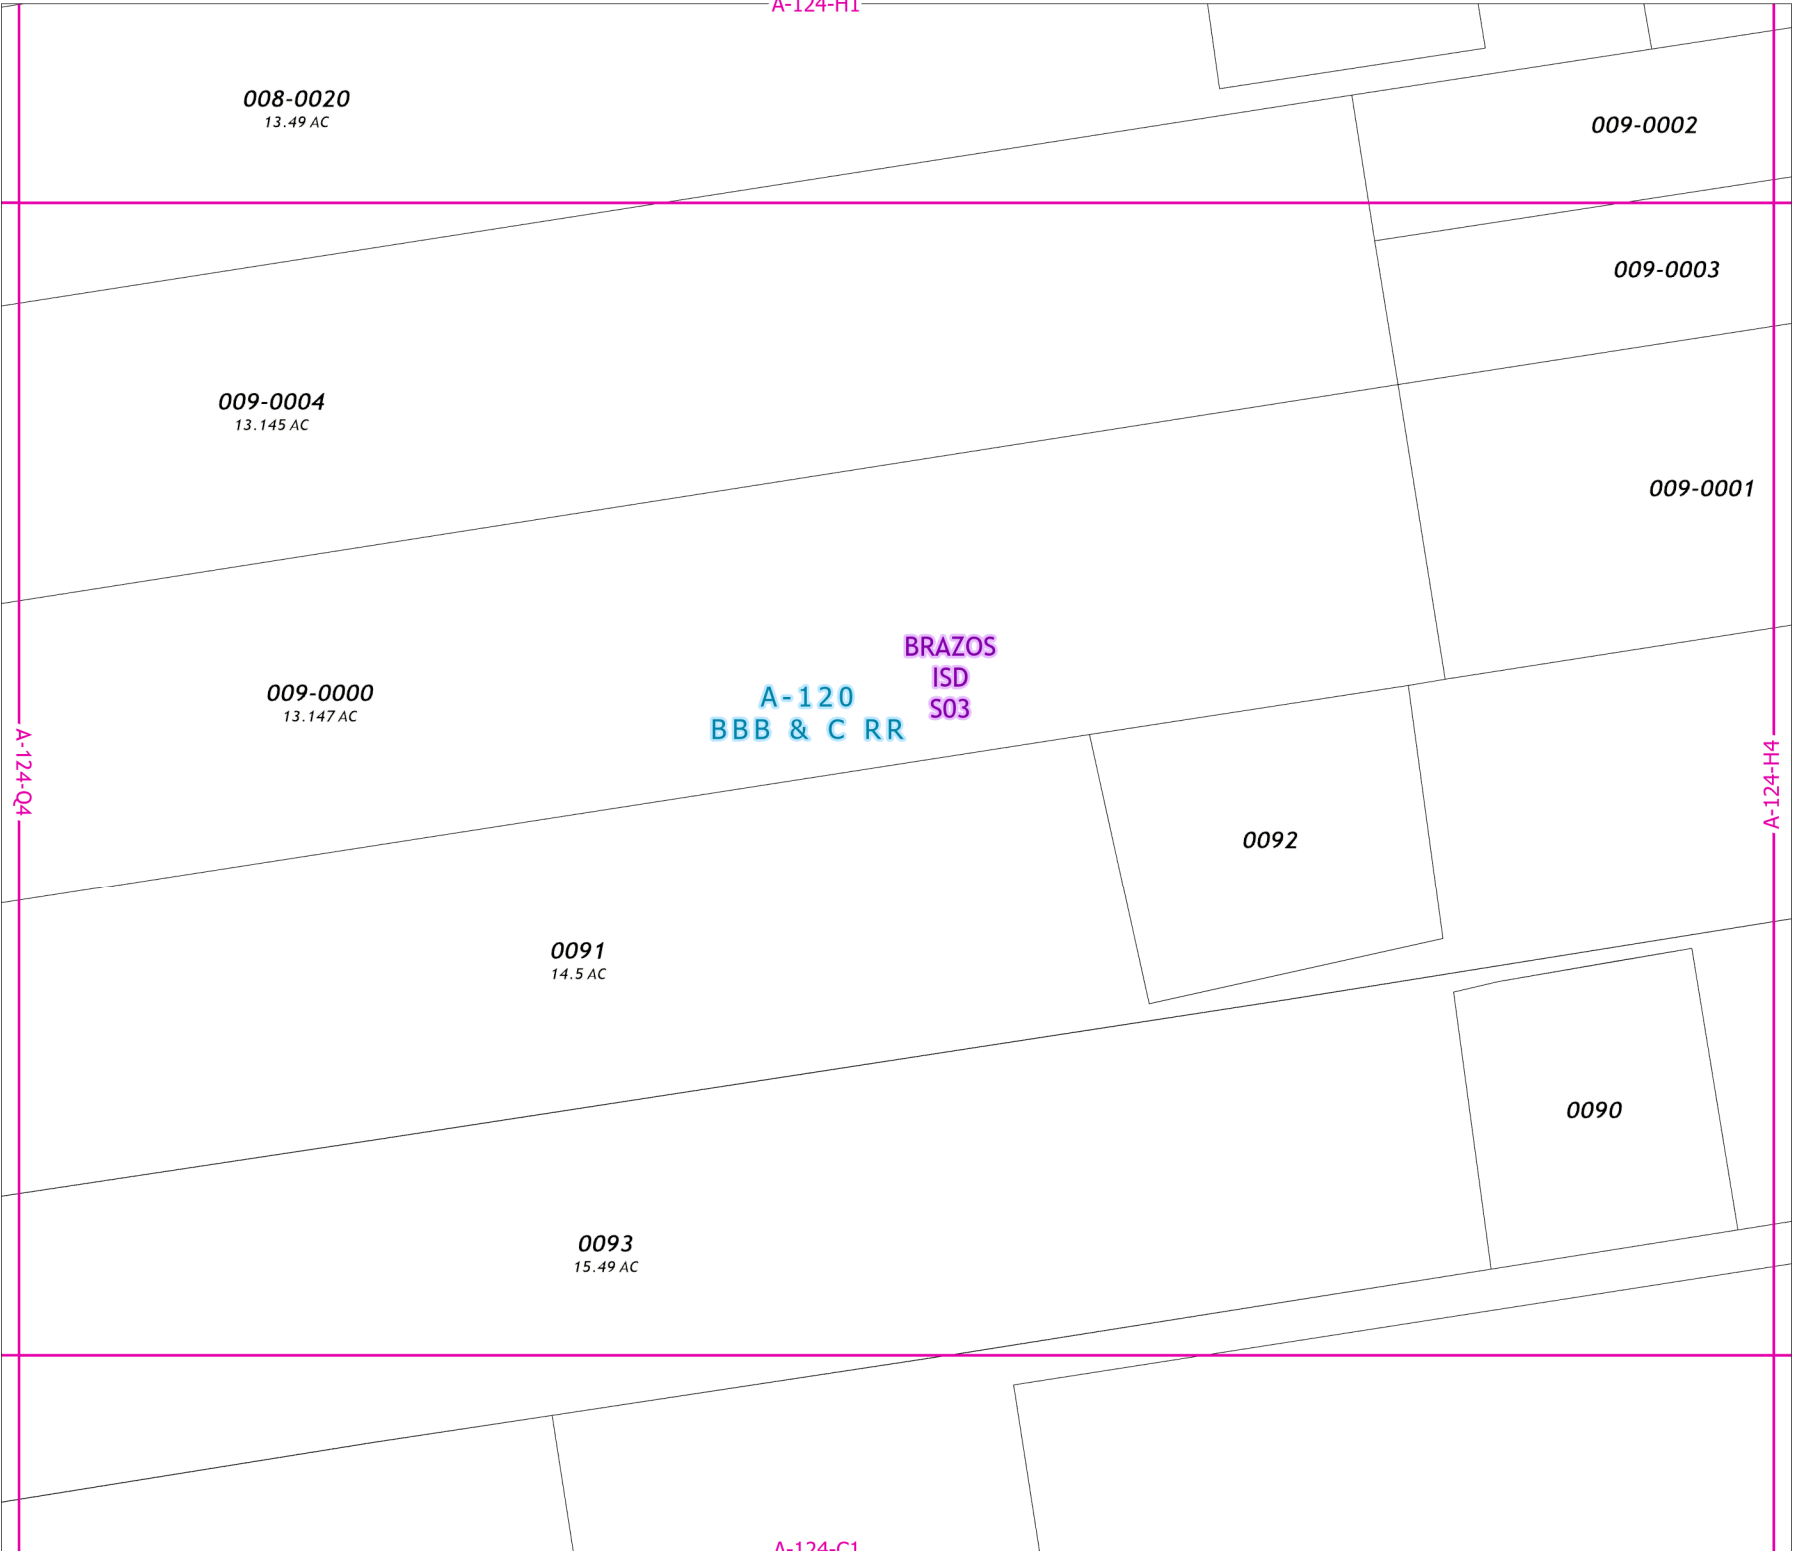 A-124-H1
008-0020
13.49 AC
009-0002
009-0003
009-0004
13.145 AC
009-0001
BRAZOS
ISD
S03
009-0000
13.147 AC
A-120
BBB & C RR
A-124-Q4
A-124-H4
0092
0091
14.5 AC
0090
0093
15.49 AC
A-124-C1